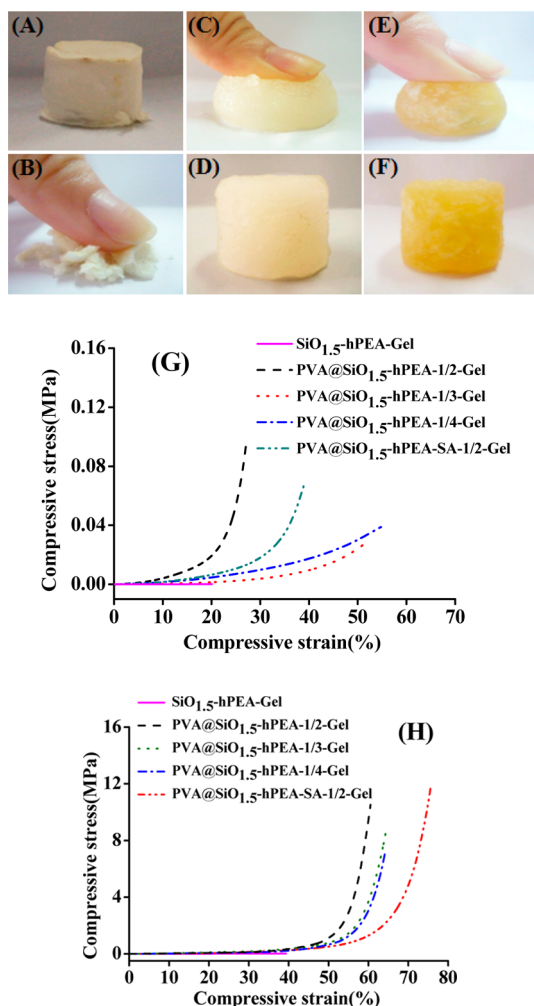 (A)
(C)
(E)
(B)
(D)
(F)
(G)
SiO1.5-hPEA-Gel
PVA@SiO1.5-hPEA-1/2-Gel
PVA@SiO1.5-hPEA-1/3-Gel
PVA@SiO1.5-hPEA-1/4-Gel
PVA@SiO1.5-hPEA-SA-1/2-Gel
Compressive stress(MPa)
0.16
0.12
0.08
0.04
0.00
0 10 20 30 40 50 60 70
Compressive strain(%)
(H)
SiO1.5-hPEA-Gel
PVA@SiO1.5-hPEA-1/2-Gel
PVA@SiO1.5-hPEA-1/3-Gel
PVA@SiO1.5-hPEA-1/4-Gel
PVA@SiO1.5-hPEA-SA-1/2-Gel
Compressive stress(MPa)
16
12
8
4
0
0 10 20 30 40 50 60 70 80
Compressive strain(%)